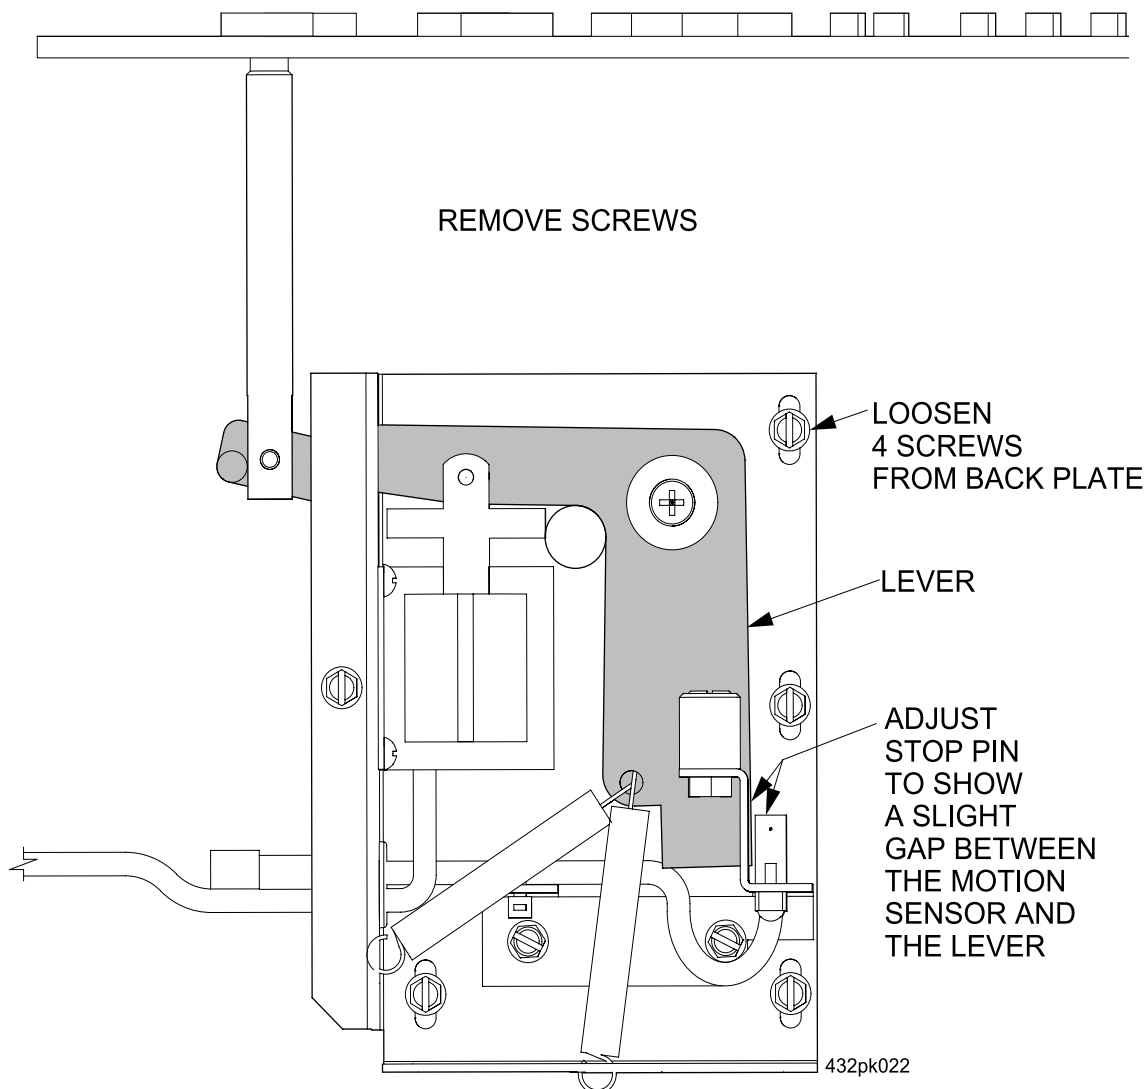 REMOVE SCREWS
LOOSEN
4 SCREWS
FROM BACK PLATE
LEVER
ADJUST
STOP PIN
TO SHOW
A SLIGHT
GAP BETWEEN
THE MOTION
SENSOR AND
THE LEVER
432pk022